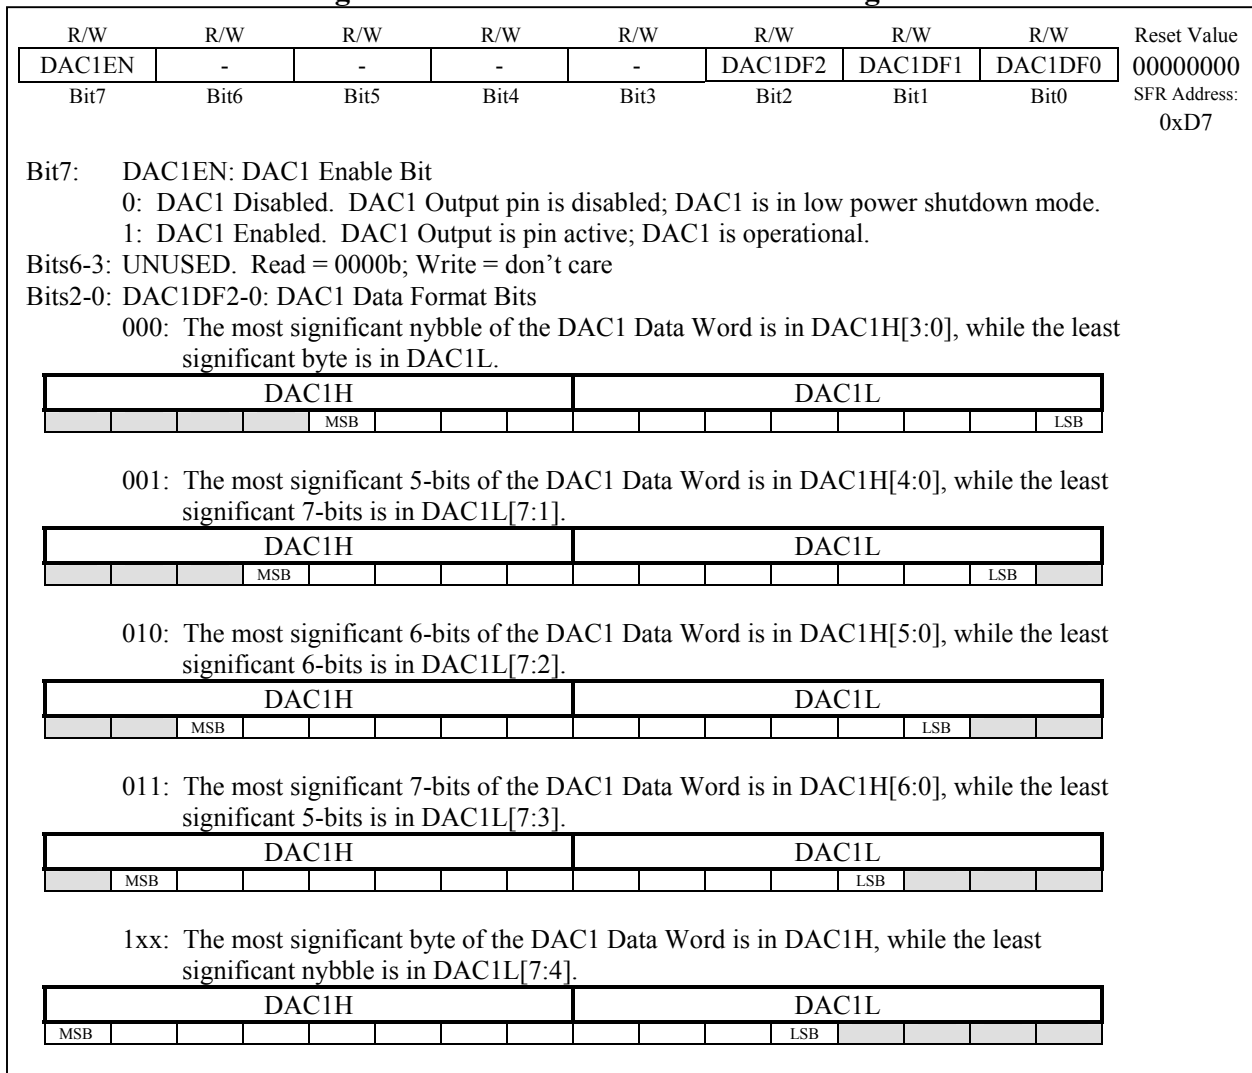 R/W R/W R/W R/W R/W R/W R/W R/W Reset Value
DAC1EN - - - - DAC1DF2 DAC1DF1 DAC1DF0 00000000
Bit7 Bit6 Bit5 Bit4 Bit3 Bit2 Bit1 Bit0 SFR Address:
0xD7
Bit7: DAC1EN: DAC1 Enable Bit
0: DAC1 Disabled. DAC1 Output pin is disabled; DAC1 is in low power shutdown mode.
1: DAC1 Enabled. DAC1 Output is pin active; DAC1 is operational.
Bits6-3: UNUSED. Read = 0000b; Write = don’t care
Bits2-0: DAC1DF2-0: DAC1 Data Format Bits
000: The most significant nybble of the DAC1 Data Word is in DAC1H[3:0], while the least
significant byte is in DAC1L.
DAC1H DAC1L
MSB LSB
001: The most significant 5-bits of the DAC1 Data Word is in DAC1H[4:0], while the least
significant 7-bits is in DAC1L[7:1].
DAC1H DAC1L
MSB LSB
010: The most significant 6-bits of the DAC1 Data Word is in DAC1H[5:0], while the least
significant 6-bits is in DAC1L[7:2].
DAC1H DAC1L
MSB LSB
011: The most significant 7-bits of the DAC1 Data Word is in DAC1H[6:0], while the least
significant 5-bits is in DAC1L[7:3].
DAC1H DAC1L
MSB LSB
1xx: The most significant byte of the DAC1 Data Word is in DAC1H, while the least
significant nybble is in DAC1L[7:4].
DAC1H DAC1L
MSB LSB